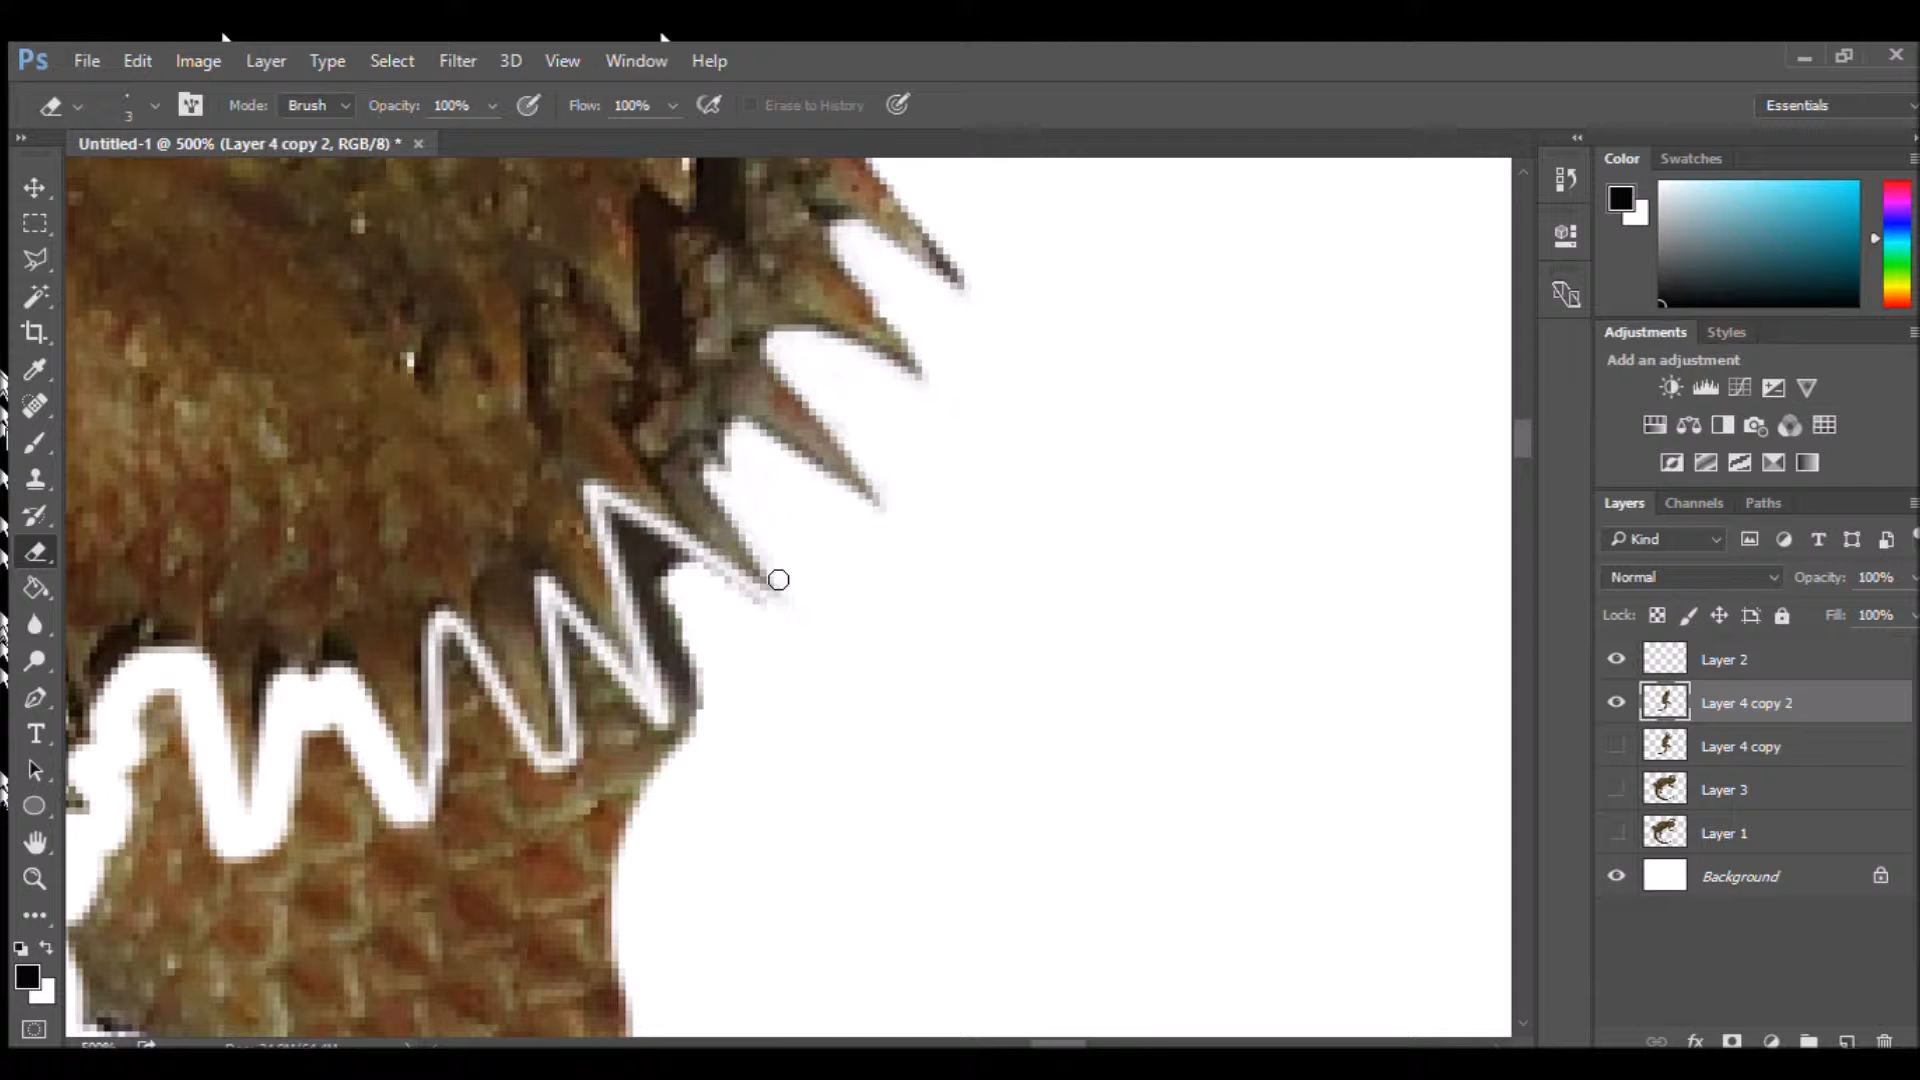 Ps File Edit Image Layer Type Select Filter 3D View Window Help
3 Mode: Brush Opacity: 100% Flow: 100% Erase to History Essentials
Untitled-1 @ 500% (Layer 4 copy 2, RGB/8) * ×
Color Swatches
Adjustments Styles
Add an adjustment
Layers Channels Paths
Kind
Normal Opacity: 100%
Lock: Fill: 100%
Layer 2
Layer 4 copy 2
Layer 4 copy
Layer 3
Layer 1
Background
fx